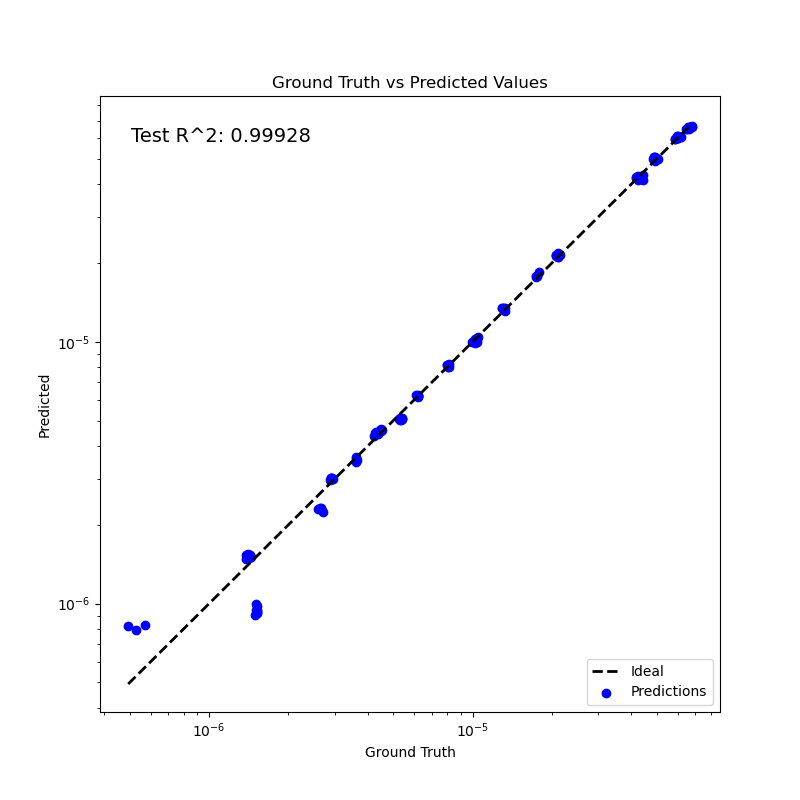 Ground Truth vs Predicted Values
Test R^2: 0.99928
10⁻⁵
10⁻⁶
Predicted
10⁻⁶
10⁻⁵
Ground Truth
Ideal
Predictions